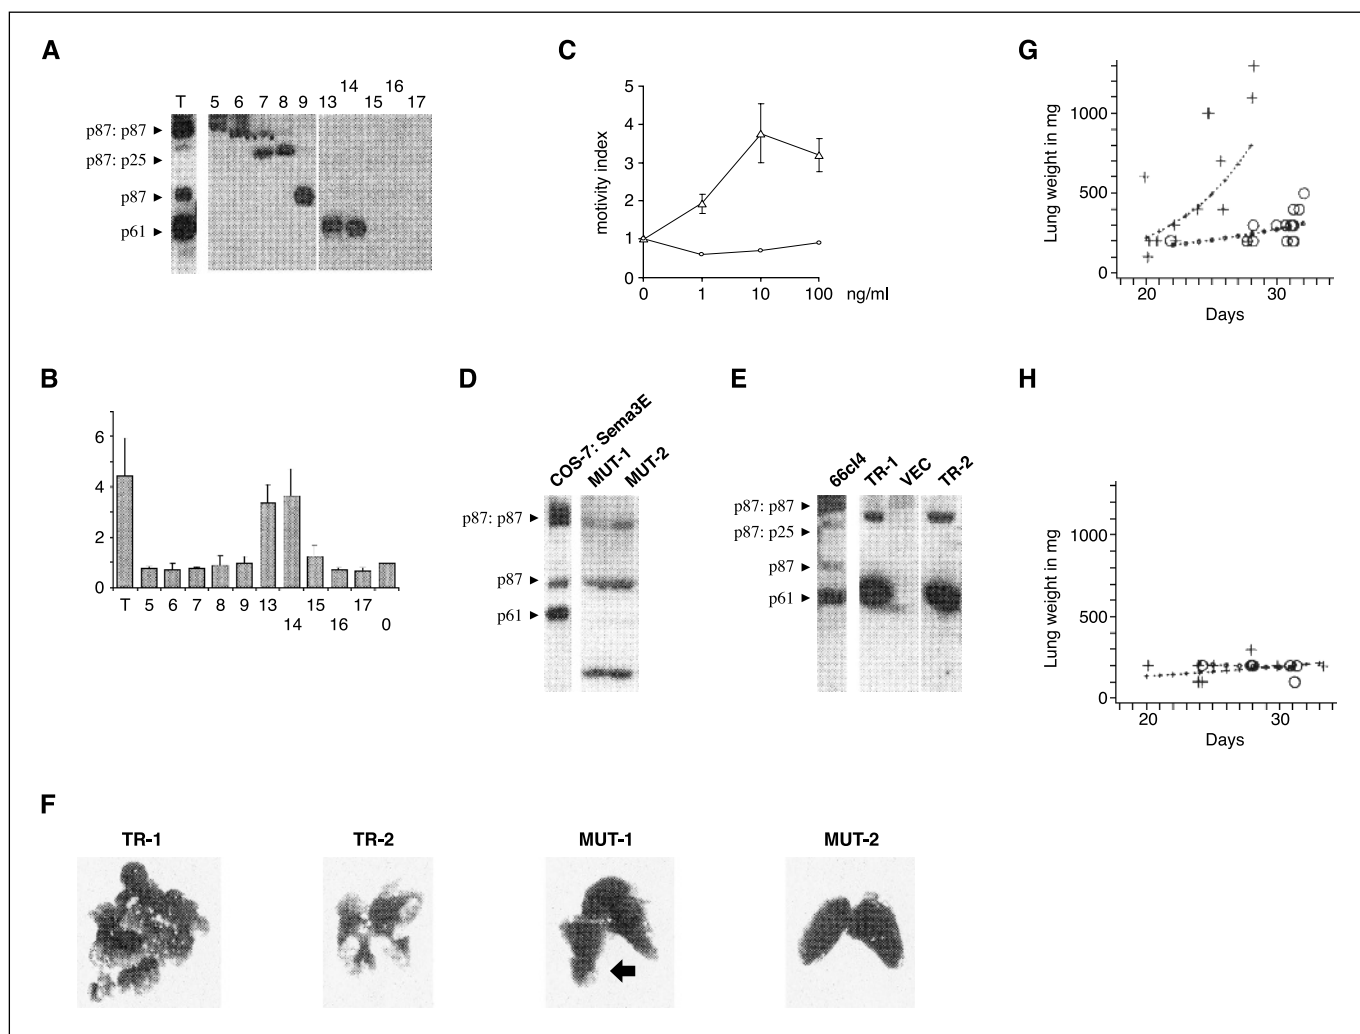 A
T 5 6 7 8 9 13 14 15 16 17
p87: p87
p87: p25
p87
p61
C
motivity index
5
4
3
2
1
0
0 1 10 100 ng/ml
G
Lung weight in mg
1000
500
0
20 30
Days
B
6
4
2
0
T 5 6 7 8 9 13 14 15 16 17 0
D
COS-7: Sema3E
MUT-1
MUT-2
p87: p87
p87
p61
E
66cl4
TR-1
VEC
TR-2
p87: p87
p87: p25
p87
p61
H
Lung weight in mg
1000
500
0
20 30
Days
F
TR-1 TR-2 MUT-1 MUT-2